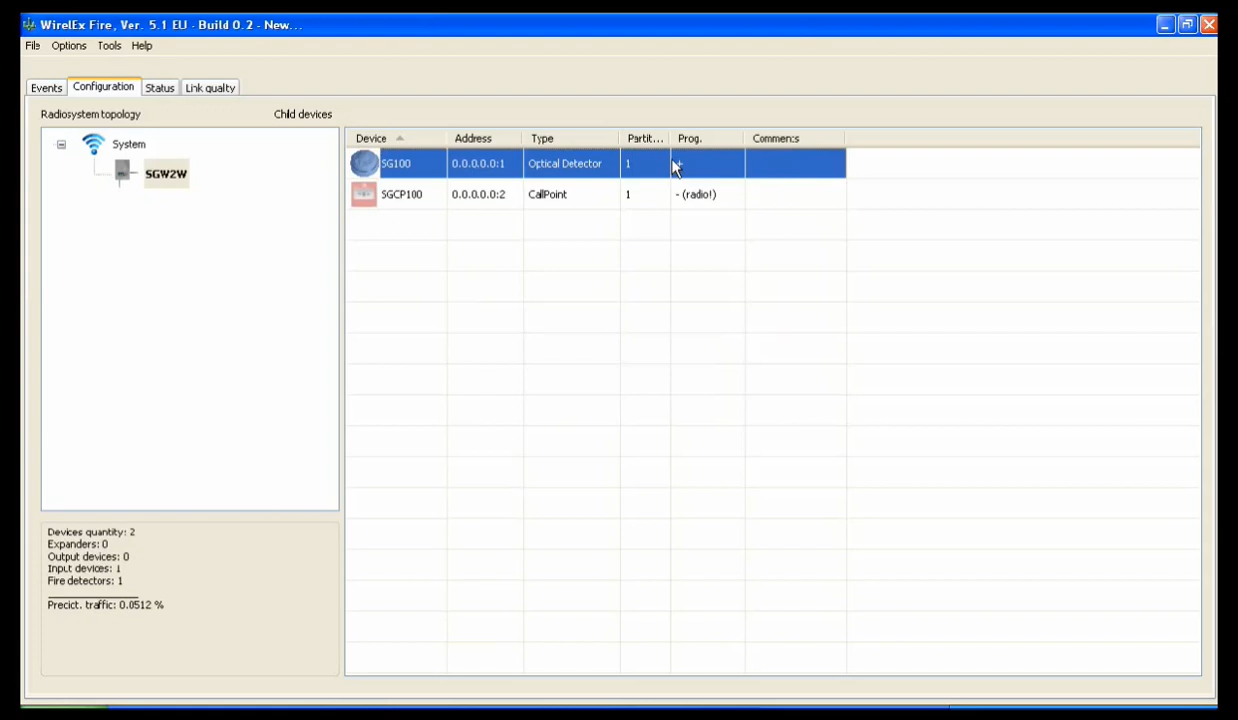 WirelEx Fire, Ver. 5.1 EU - Build 0.2 - New...
File Options Tools Help
Events Configuration Status Link quality
Radiosystem topology Child devices
System
SGW2W
Device Address Type Partit... Prog. Comments
SG100 0.0.0.0.0:1 Optical Detector 1 +
SGCP100 0.0.0.0.0:2 CallPoint 1 - (radio!)
Devices quantity: 2
Expanders: 0
Output devices: 0
Input devices: 1
Fire detectors: 1
Predict. traffic: 0.0512 %